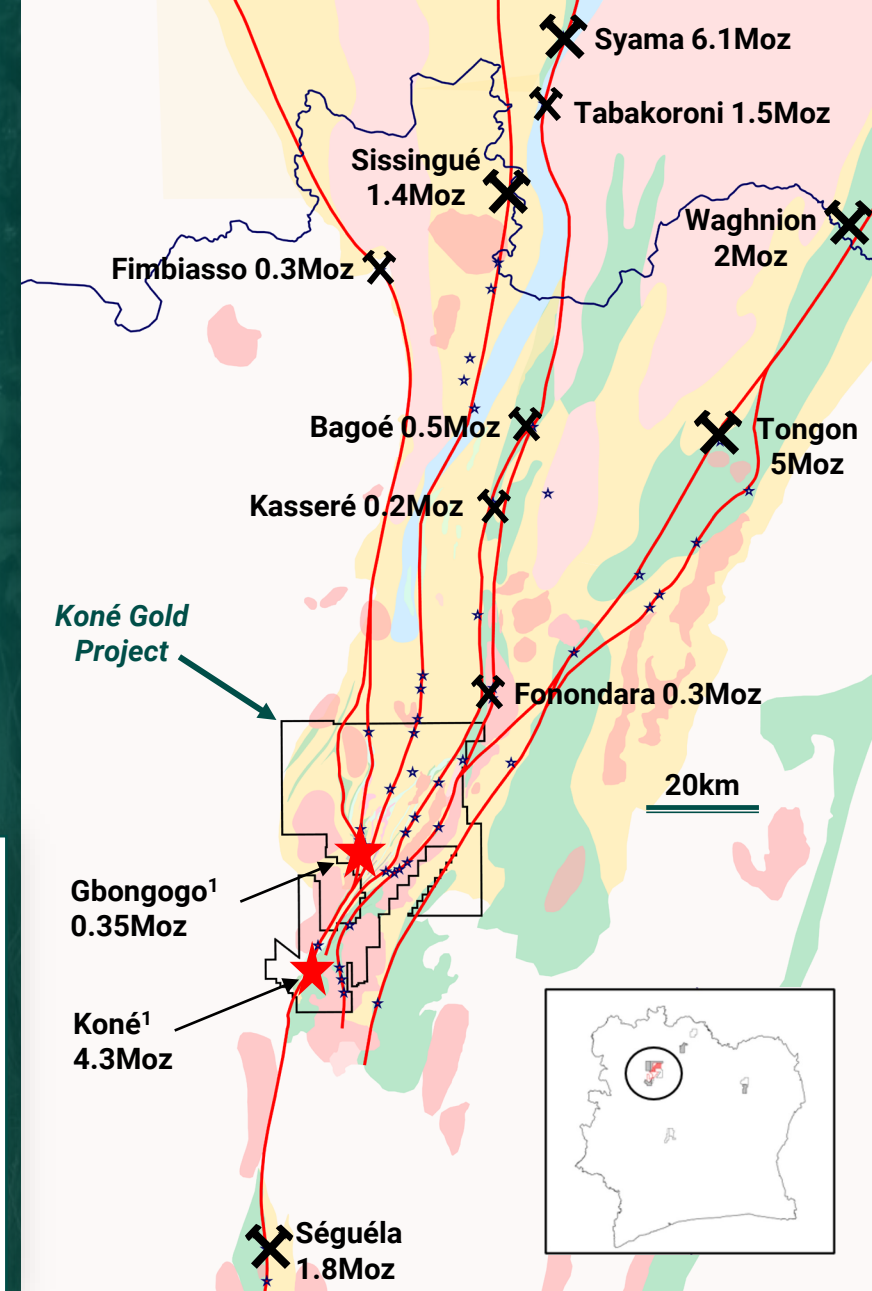 Syama 6.1Moz
Tabakoroni 1.5Moz
Sissingué
1.4Moz
Waghnion
2Moz
Fimbiasso 0.3Moz
Bagoé 0.5Moz
Tongon
5Moz
Kasseré 0.2Moz
Koné Gold
Project
Fonondara 0.3Moz
20km
Gbongogo¹
0.35Moz
Koné¹
4.3Moz
Séguéla
1.8Moz